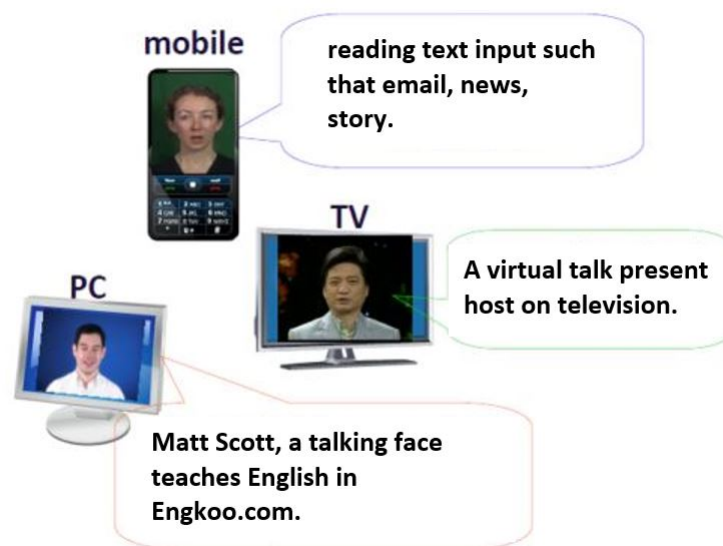 mobile
reading text input such
that email, news,
story.
TV
A virtual talk present
host on television.
PC
Matt Scott, a talking face
teaches English in
Engkoo.com.